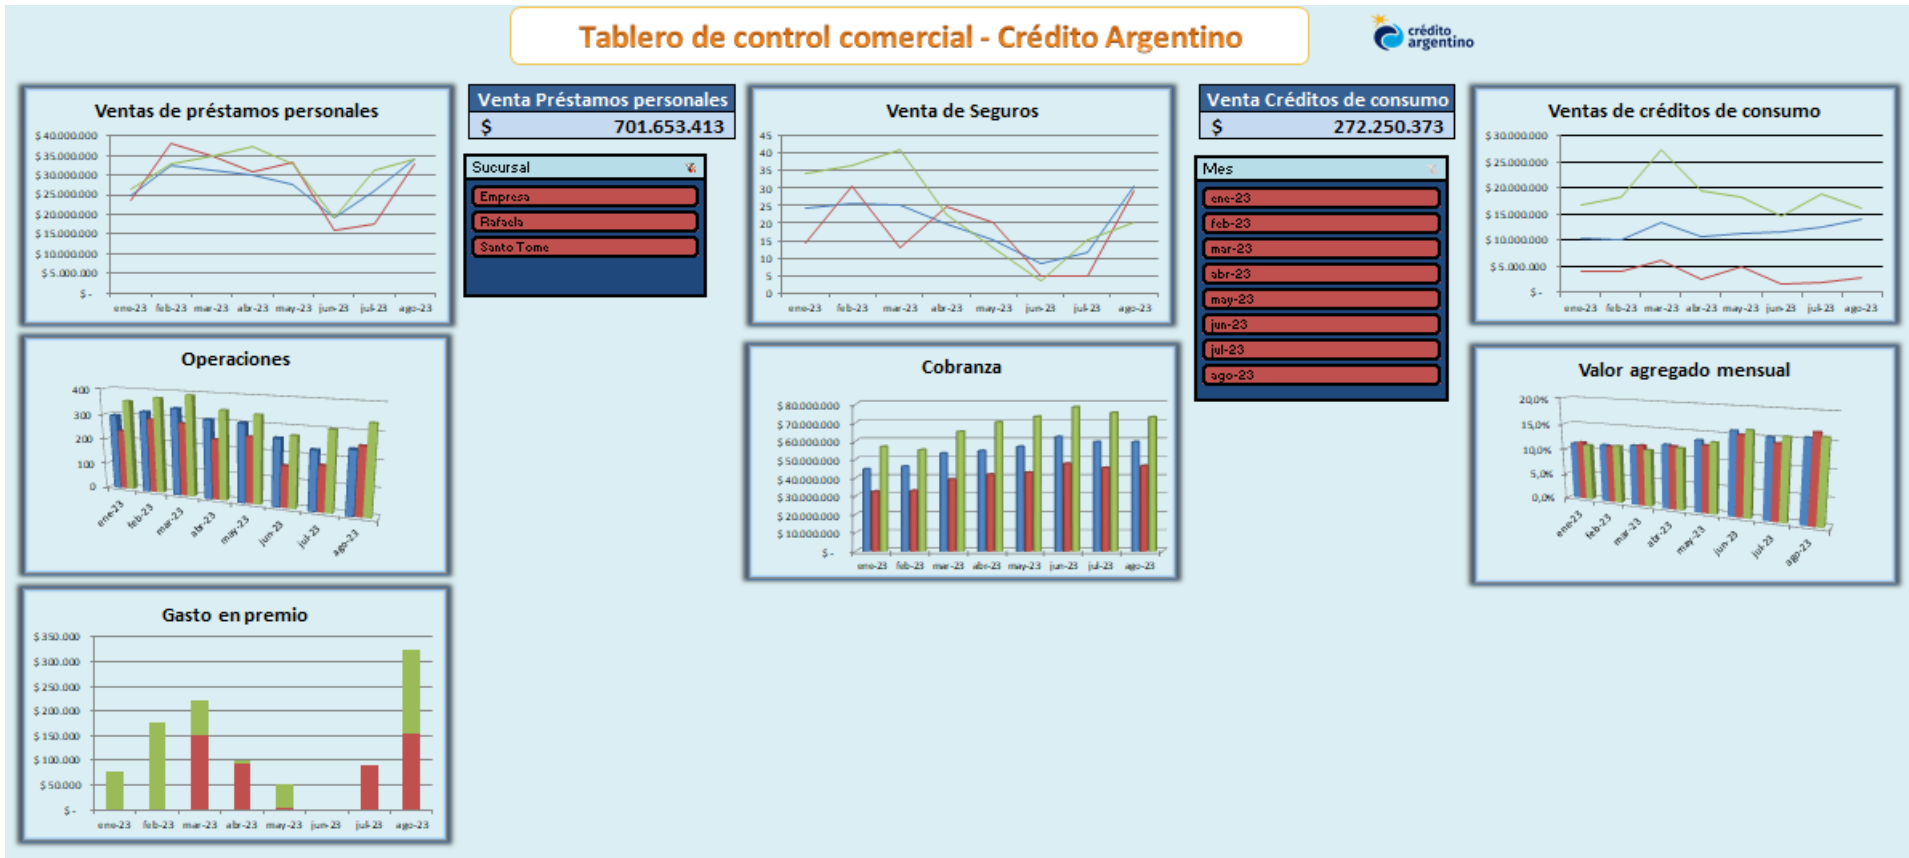 Tablero de control comercial - Crédito Argentino
crédito
argentino
Ventas de préstamos personales
$ 40.000.000
$ 35.000.000
$ 30.000.000
$ 25.000.000
$ 20.000.000
$ 15.000.000
$ 10.000.000
$ 5.000.000
$ -
ene-23 feb-23 mar-23 abr-23 may-23 jun-23 jul-23 ago-23
Venta Préstamos personales
$ 701.653.413
Sucursal
Empresa
Rafaela
Santo Tome
Venta de Seguros
45
40
35
30
25
20
15
10
5
0
ene-23 feb-23 mar-23 abr-23 may-23 jun-23 jul-23 ago-23
Venta Créditos de consumo
$ 272.250.373
Mes
ene-23
feb-23
mar-23
abr-23
may-23
jun-23
jul-23
ago-23
Ventas de créditos de consumo
$ 30.000.000
$ 25.000.000
$ 20.000.000
$ 15.000.000
$ 10.000.000
$ 5.000.000
$ -
ene-23 feb-23 mar-23 abr-23 may-23 jun-23 jul-23 ago-23
Operaciones
400
300
200
100
0
ene-23 feb-23 mar-23 abr-23 may-23 jun-23 jul-23 ago-23
Cobranza
$ 80.000.000
$ 70.000.000
$ 60.000.000
$ 50.000.000
$ 40.000.000
$ 30.000.000
$ 20.000.000
$ 10.000.000
$ -
ene-23 feb-23 mar-23 abr-23 may-23 jun-23 jul-23 ago-23
Valor agregado mensual
20,0%
15,0%
10,0%
5,0%
0,0%
ene-23 feb-23 mar-23 abr-23 may-23 jun-23 jul-23 ago-23
Gasto en premio
$ 350.000
$ 300.000
$ 250.000
$ 200.000
$ 150.000
$ 100.000
$ 50.000
$ -
ene-23 feb-23 mar-23 abr-23 may-23 jun-23 jul-23 ago-23